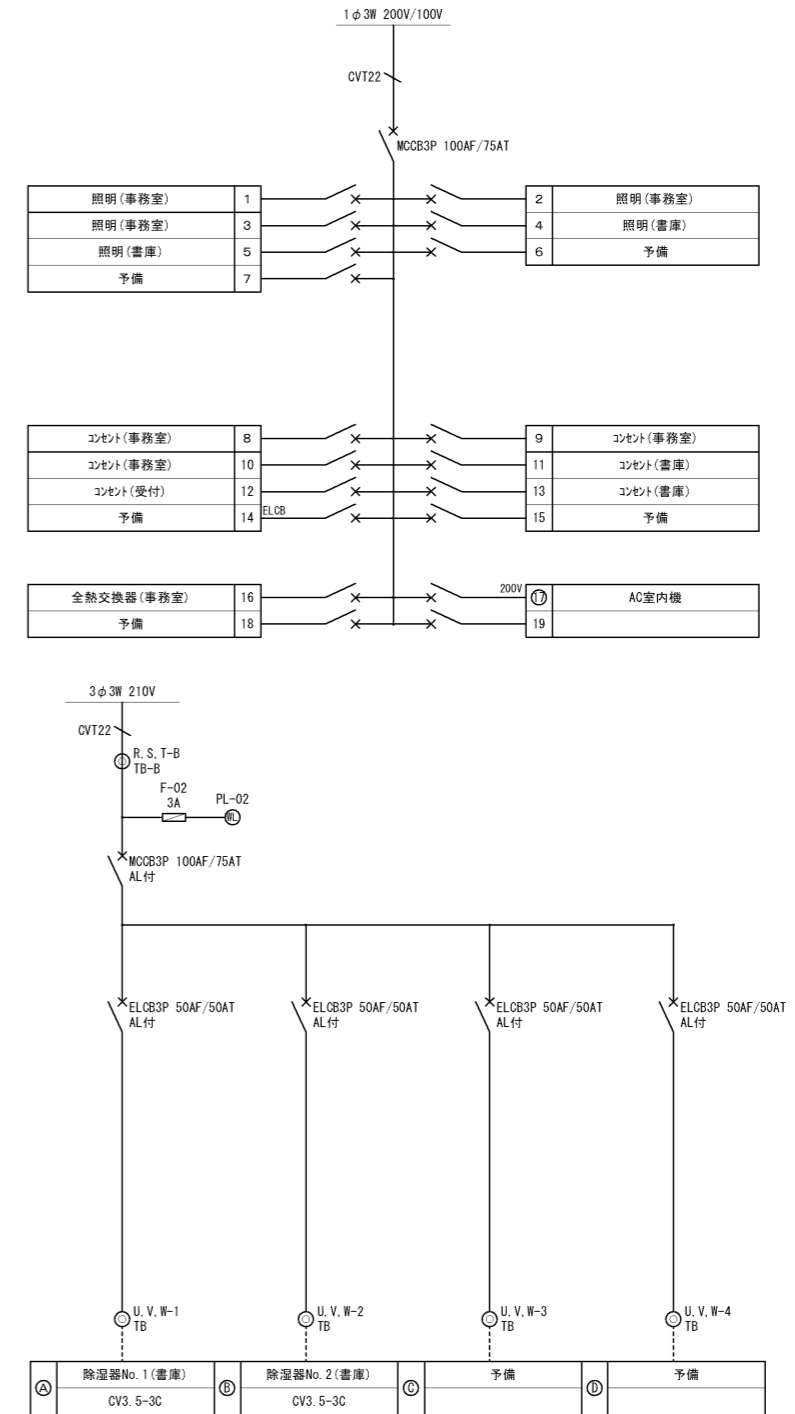 1φ3W 200V/100V
CVT22
MCCB3P 100AF/75AT
照明(事務室) 1
2 照明(事務室)
照明(事務室) 3
4 照明(書庫)
照明(書庫) 5
6 予備
予備 7
コンセント(事務室) 8
9 コンセント(事務室)
コンセント(事務室) 10
11 コンセント(書庫)
コンセント(受付) 12
13 コンセント(書庫)
予備 14 ELCB
15 予備
全熱交換器(事務室) 16
200V 17 AC室内機
予備 18
19
3φ3W 210V
CVT22
R,S,T-B
TB-B
F-02
3A
PL-02
WL
MCCB3P 100AF/75AT
AL付
ELCB3P 50AF/50AT
AL付
ELCB3P 50AF/50AT
AL付
ELCB3P 50AF/50AT
AL付
ELCB3P 50AF/50AT
AL付
U,V,W-1
TB
U,V,W-2
TB
U,V,W-3
TB
U,V,W-4
TB
A 除湿器No.1(書庫)
CV3.5-3C
B 除湿器No.2(書庫)
CV3.5-3C
C 予備
D 予備